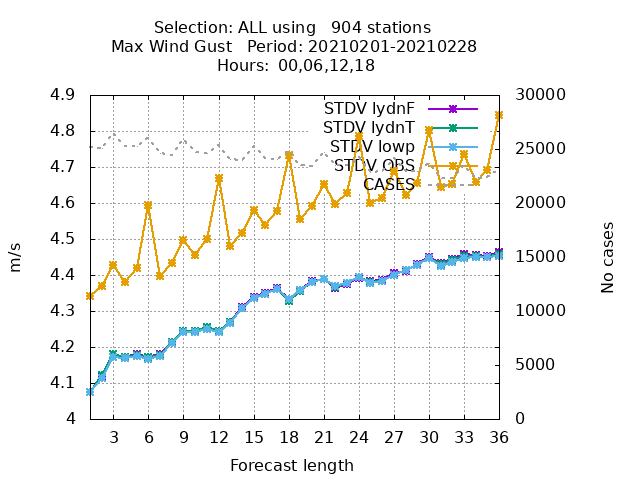 Selection: ALL using   904 stations
Max Wind Gust   Period: 20210201-20210228
Hours:  00,06,12,18
4.9
4.8
4.7
4.6
4.5
4.4
4.3
4.2
4.1
4
30000
25000
20000
15000
10000
5000
0
STDV lydnF
STDV lydnT
STDV lowp
STDV OBS
CASES
m/s
No cases
3 6 9 12 15 18 21 24 27 30 33 36
Forecast length